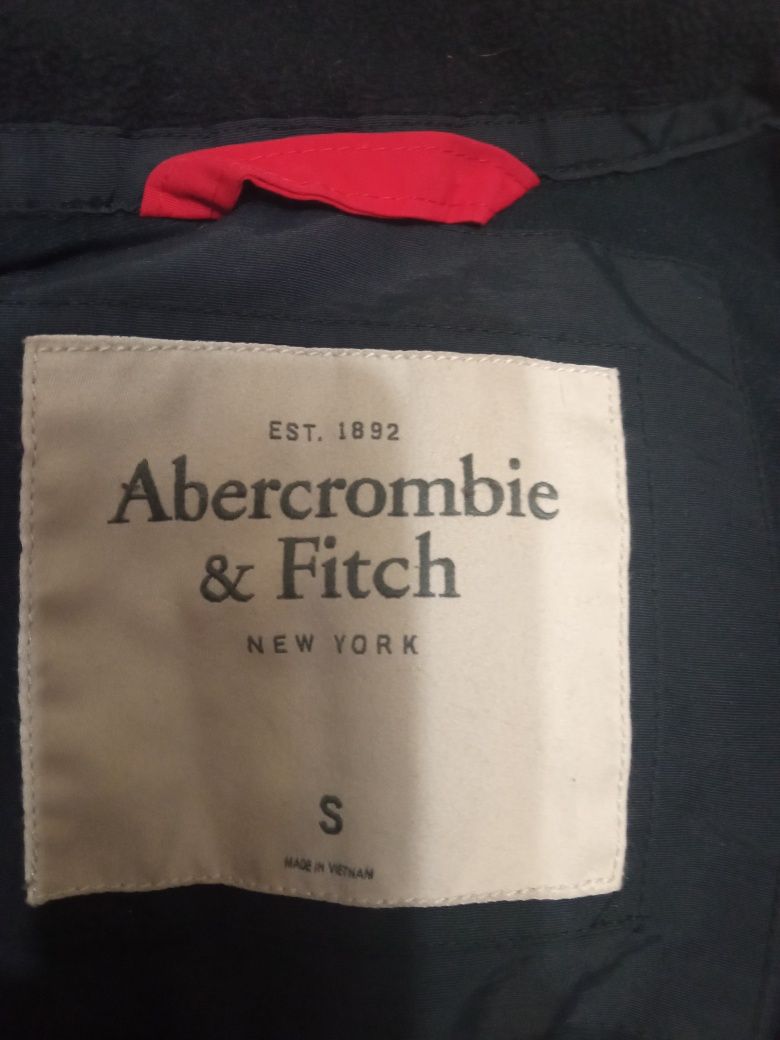 EST. 1892
Abercrombie
& Fitch
NEW YORK
S
MADE IN VIETNAM